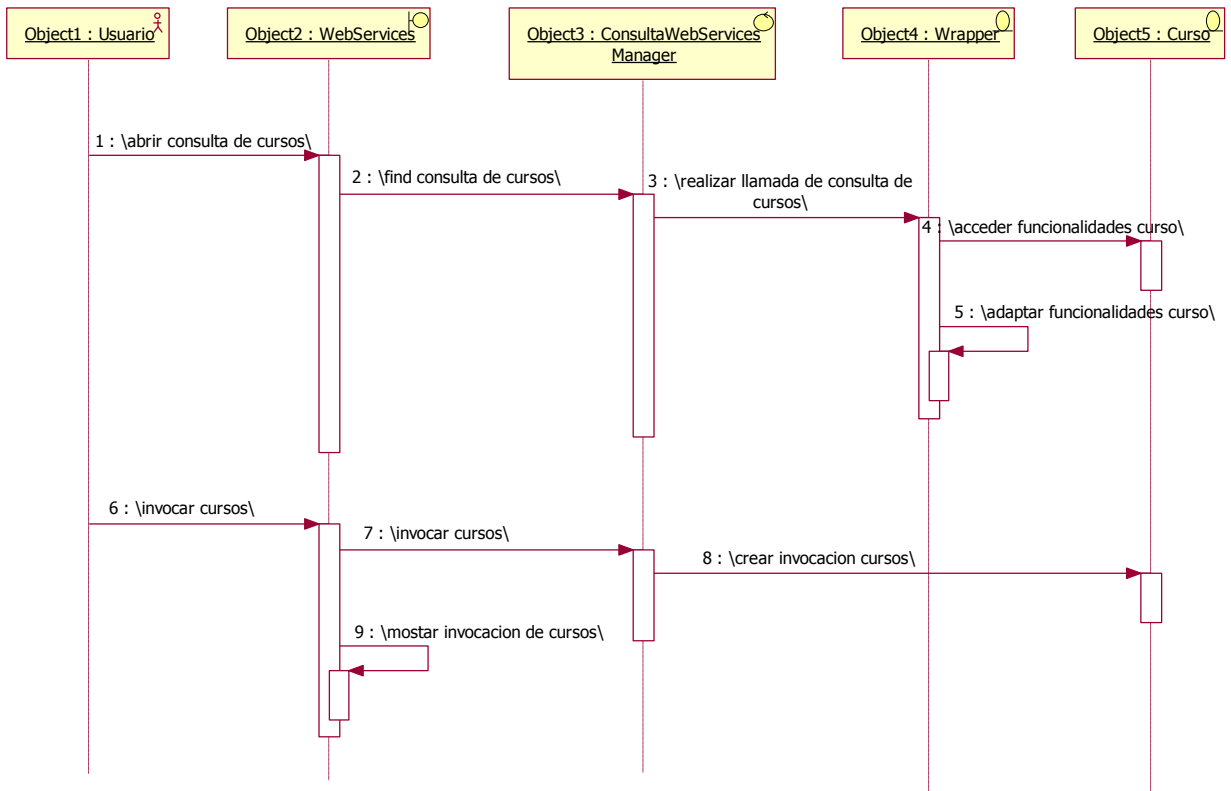 Object1 : Usuario
Object2 : WebServices
Object3 : ConsultaWebServices
Manager
Object4 : Wrapper
Object5 : Curso
1 : \abrir consulta de cursos\
2 : \find consulta de cursos\
3 : \realizar llamada de consulta de
cursos\
4 : \acceder funcionalidades curso\
5 : \adaptar funcionalidades curso\
6 : \invocar cursos\
7 : \invocar cursos\
8 : \crear invocacion cursos\
9 : \mostar invocacion de cursos\